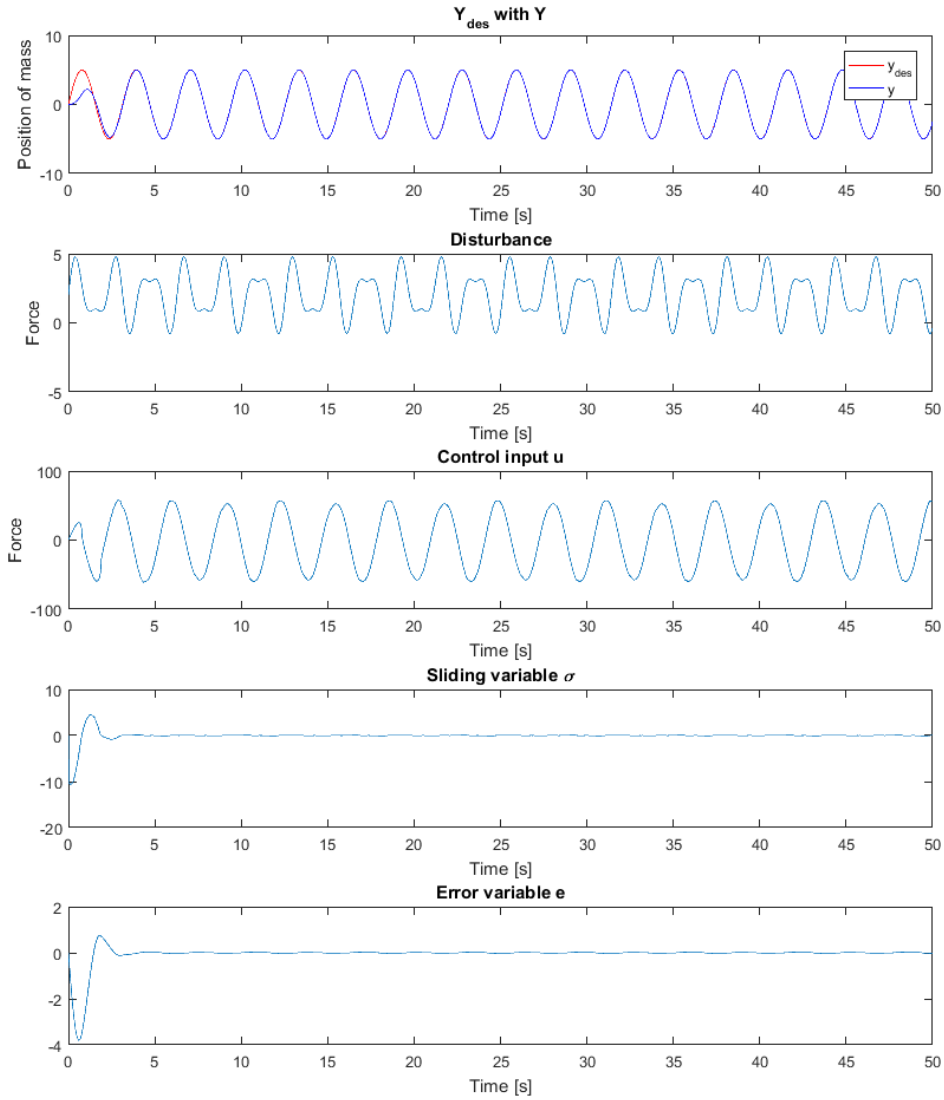 Y_des with Y
10
0
-10
Position of mass
y_des
y
0 5 10 15 20 25 30 35 40 45 50
Time [s]
Disturbance
5
0
-5
Force
0 5 10 15 20 25 30 35 40 45 50
Time [s]
Control input u
100
0
-100
Force
0 5 10 15 20 25 30 35 40 45 50
Time [s]
Sliding variable σ
10
0
-10
-20
0 5 10 15 20 25 30 35 40 45 50
Time [s]
Error variable e
2
0
-2
-4
0 5 10 15 20 25 30 35 40 45 50
Time [s]